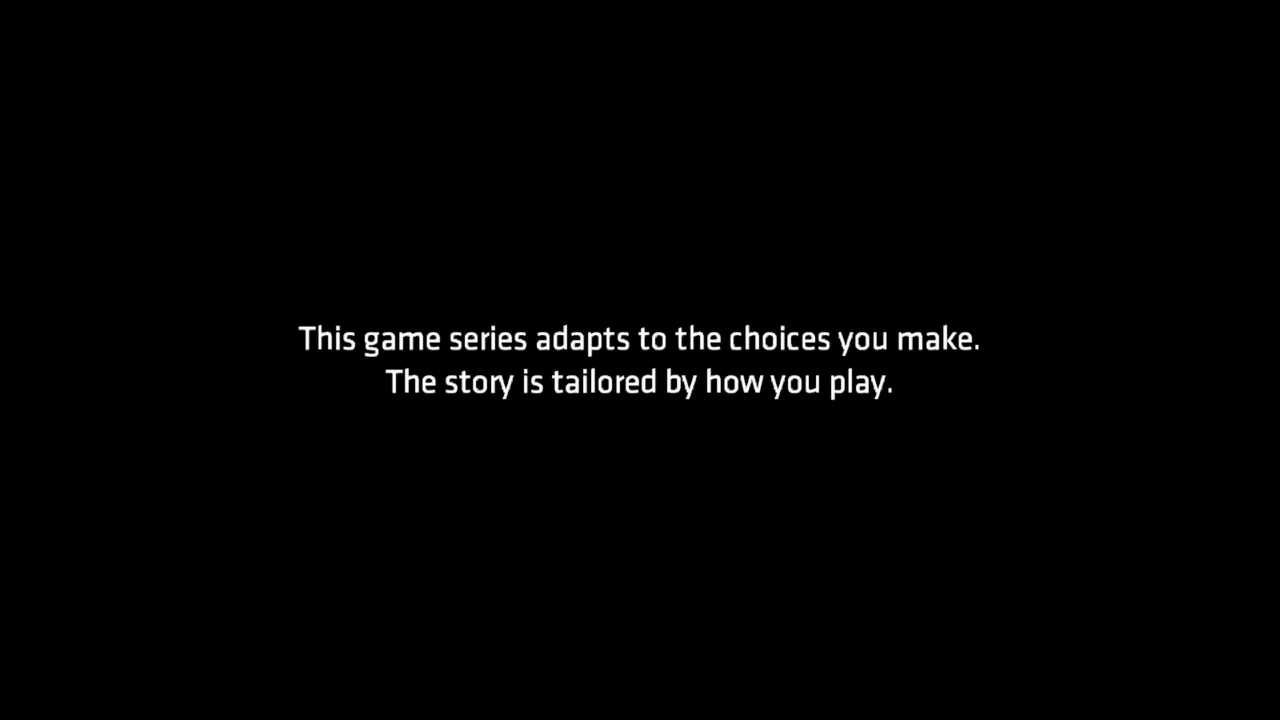 This game series adapts to the choices you make.
The story is tailored by how you play.